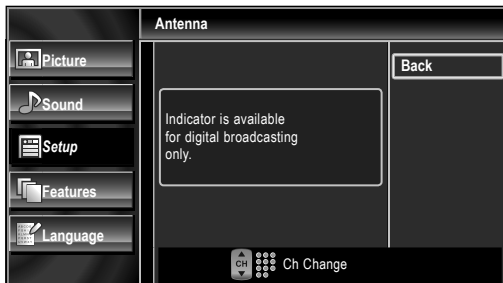 Antenna
Picture
Sound
Setup
Features
Language
Indicator is available
for digital broadcasting
only.
Back
CH
Ch Change